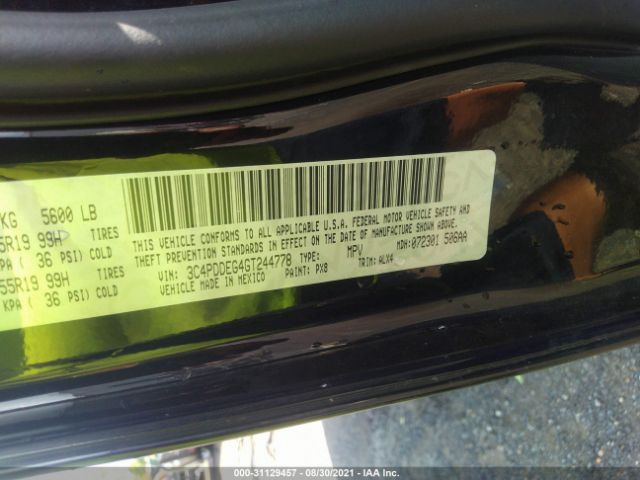 KG 5600 LB
5R19 99H TIRES
KPA ( 36 PSI) COLD
55R19 99H TIRES
KPA ( 36 PSI) COLD
THIS VEHICLE CONFORMS TO ALL APPLICABLE U.S.A. FEDERAL MOTOR VEHICLE SAFETY AND
THEFT PREVENTION STANDARDS IN EFFECT ON THE DATE OF MANUFACTURE SHOWN ABOVE.
VIN: 3C4PDDEG4GT244778 TYPE: MPV MDH: 072301 506AA
VEHICLE MADE IN MEXICO PAINT: PX8 TRIM: ALX4
000-31129457 - 08/30/2021 - IAA Inc.